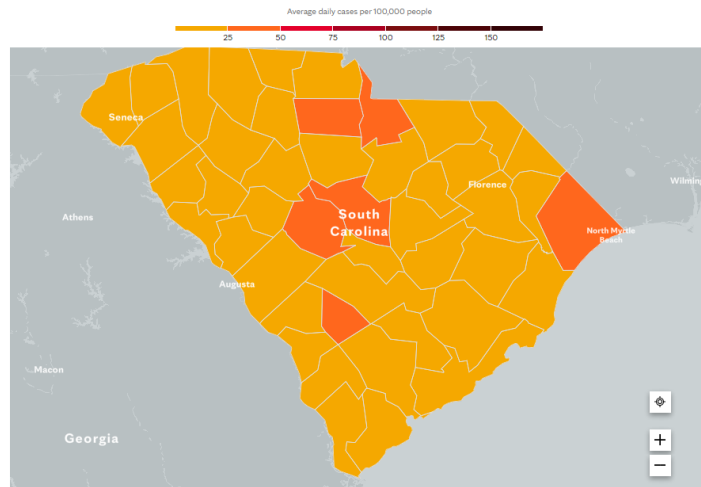 Average daily cases per 100,000 people
25 50 75 100 125 150
Seneca
Florence
Athens
South
Carolina
North Myrtle
Beach
Augusta
Macon
Georgia
+
−